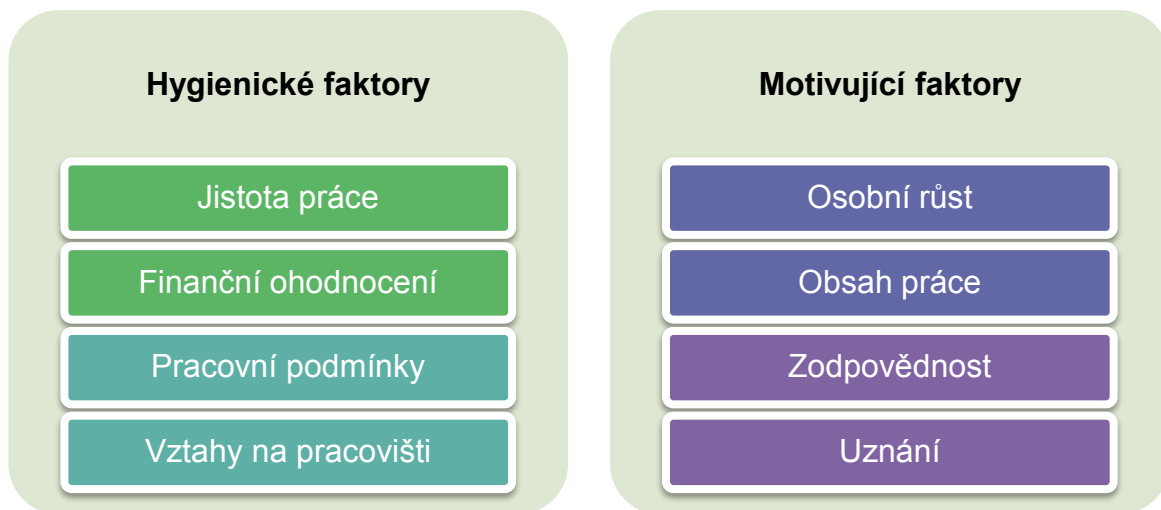 Hygienické faktory
Jistota práce
Finanční ohodnocení
Pracovní podmínky
Vztahy na pracovišti
Motivující faktory
Osobní růst
Obsah práce
Zodpovědnost
Uznání